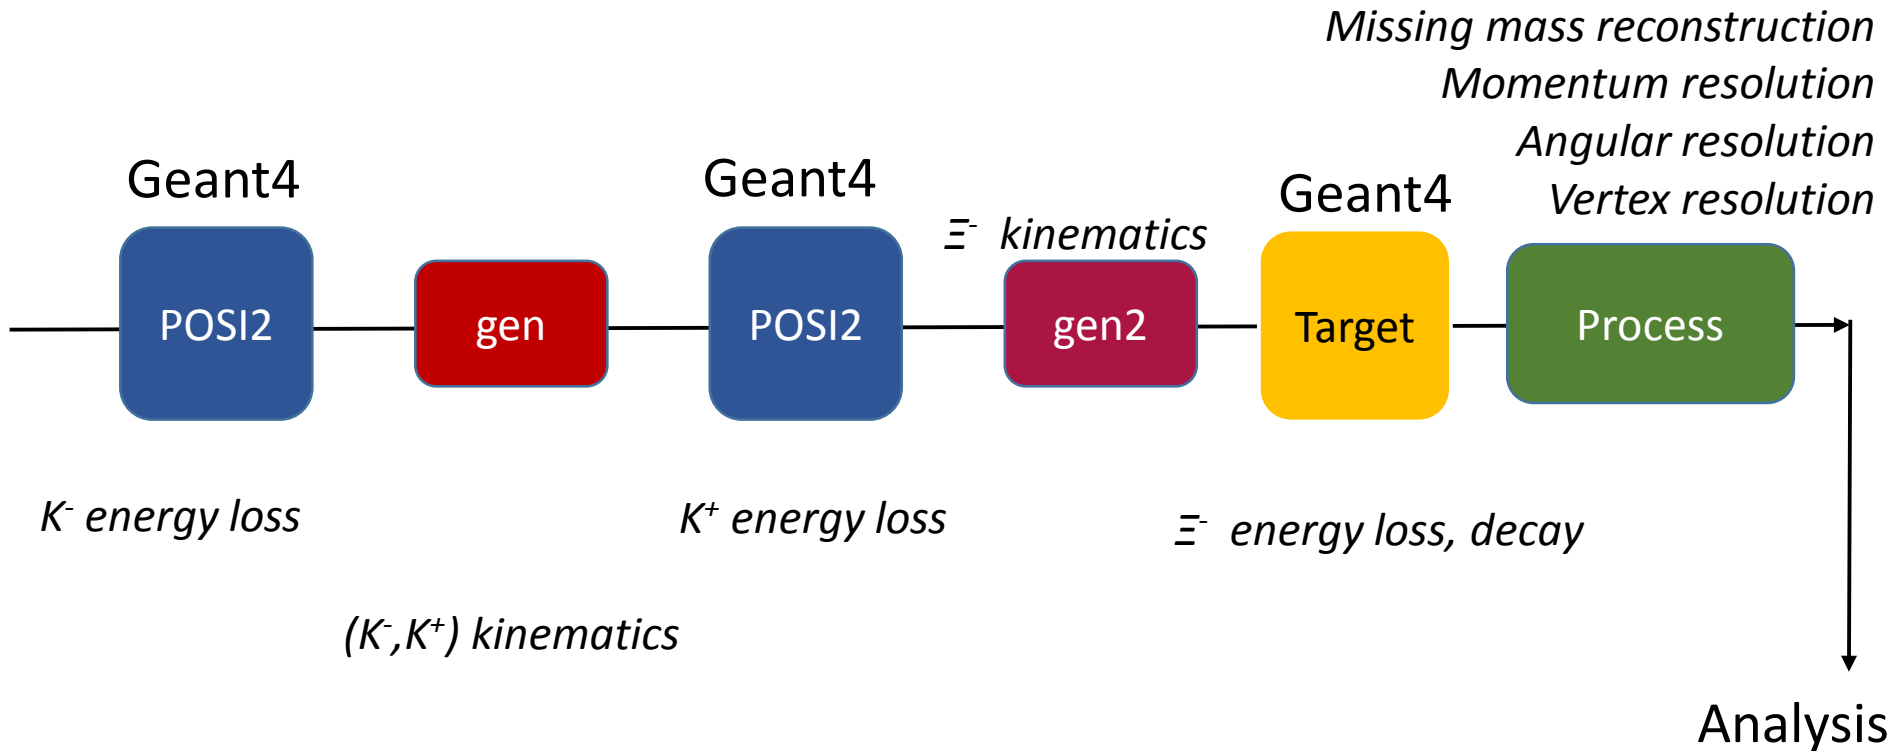 Missing mass reconstruction
Momentum resolution
Angular resolution
Vertex resolution
Geant4
Geant4
Geant4
Ξ⁻ kinematics
POSI2
gen
POSI2
gen2
Target
Process
K⁻ energy loss
K⁺ energy loss
Ξ⁻ energy loss, decay
(K⁻,K⁺) kinematics
Analysis